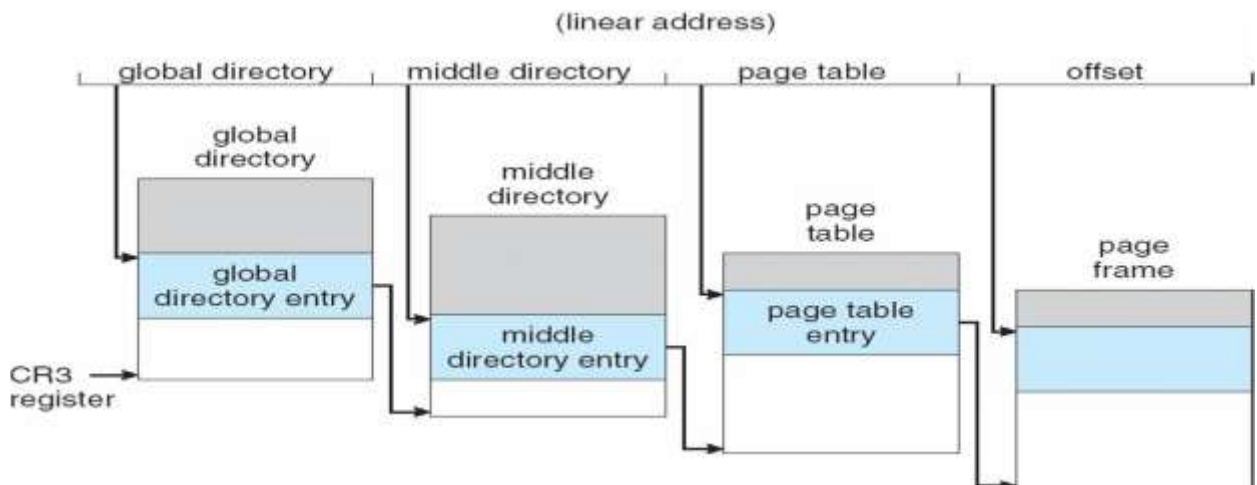 (linear address)
global directory
middle directory
page table
offset
global
directory
middle
directory
page
table
page
frame
global
directory entry
middle
directory entry
page table
entry
CR3
register